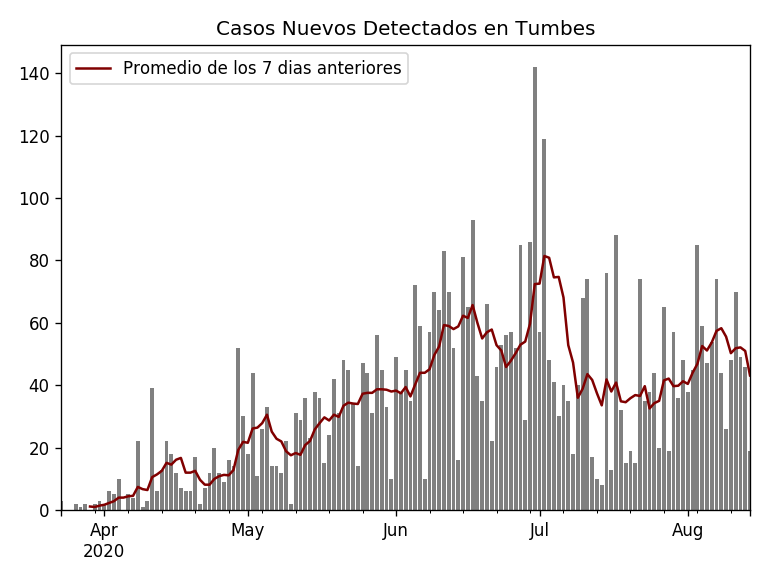 Casos Nuevos Detectados en Tumbes
Promedio de los 7 dias anteriores
140
120
100
80
60
40
20
0
Apr
2020
May
Jun
Jul
Aug